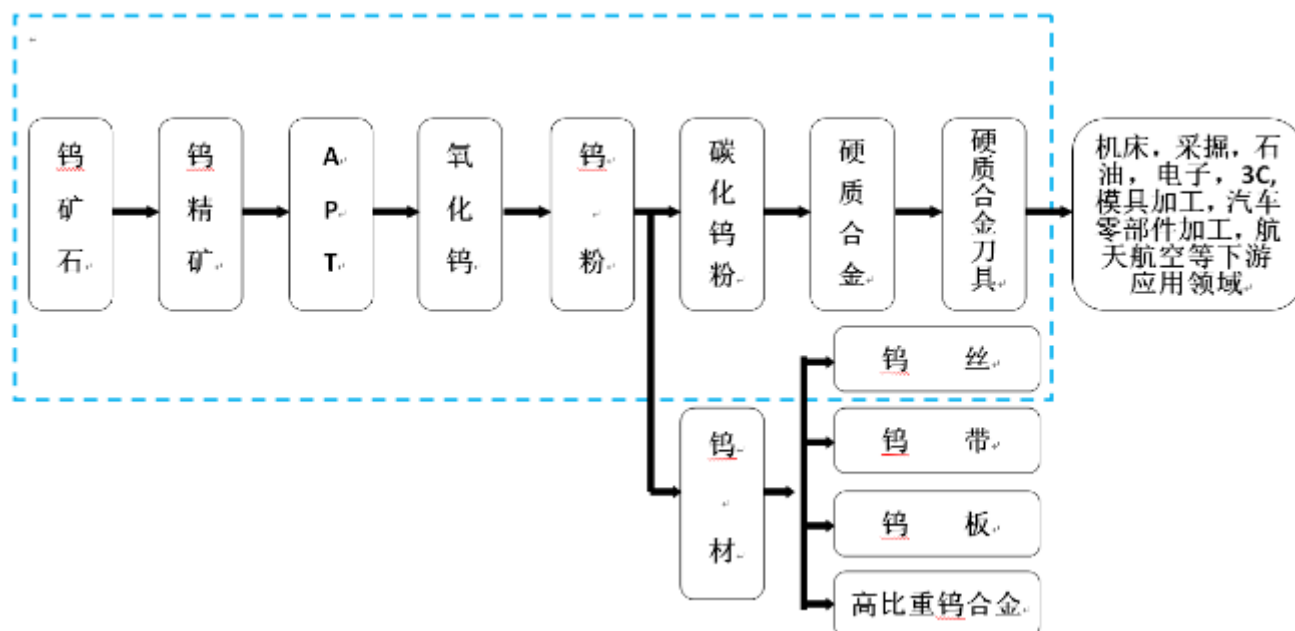 钨矿石
钨精矿
APT
氧化钨
钨粉
碳化钨粉
硬质合金
硬质合金刀具
机床，采掘，石
油，电子，3C,
模具加工，汽车
零部件加工，航
天航空等下游
应用领域
钨丝
钨材
钨带
钨板
高比重钨合金